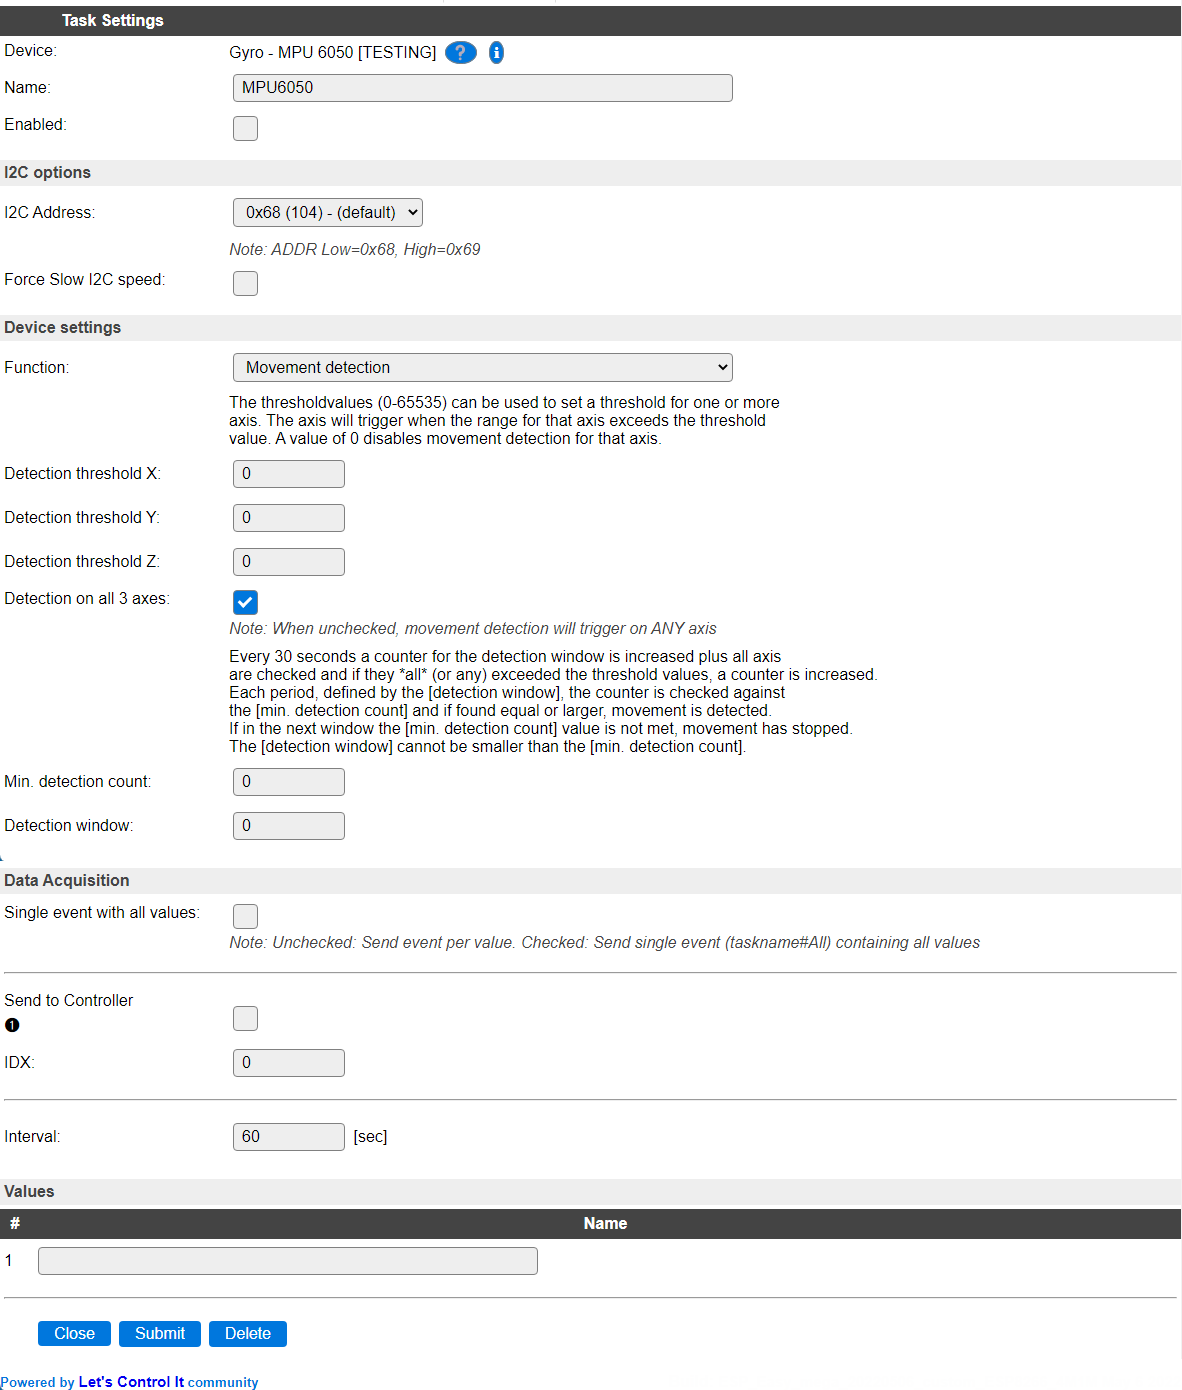 Task Settings
Device: Gyro - MPU 6050 [TESTING] ? i
Name: MPU6050
Enabled:
I2C options
I2C Address: 0x68 (104) - (default)
Note: ADDR Low=0x68, High=0x69
Force Slow I2C speed:
Device settings
Function: Movement detection
The thresholdvalues (0-65535) can be used to set a threshold for one or more
axis. The axis will trigger when the range for that axis exceeds the threshold
value. A value of 0 disables movement detection for that axis.
Detection threshold X: 0
Detection threshold Y: 0
Detection threshold Z: 0
Detection on all 3 axes:
Note: When unchecked, movement detection will trigger on ANY axis
Every 30 seconds a counter for the detection window is increased plus all axis
are checked and if they *all* (or any) exceeded the threshold values, a counter is increased.
Each period, defined by the [detection window], the counter is checked against
the [min. detection count] and if found equal or larger, movement is detected.
If in the next window the [min. detection count] value is not met, movement has stopped.
The [detection window] cannot be smaller than the [min. detection count].
Min. detection count: 0
Detection window: 0
Data Acquisition
Single event with all values:
Note: Unchecked: Send event per value. Checked: Send single event (taskname#All) containing all values
Send to Controller
❶
IDX: 0
Interval: 60 [sec]
Values
# Name
1
Close Submit Delete
Powered by Let's Control It community